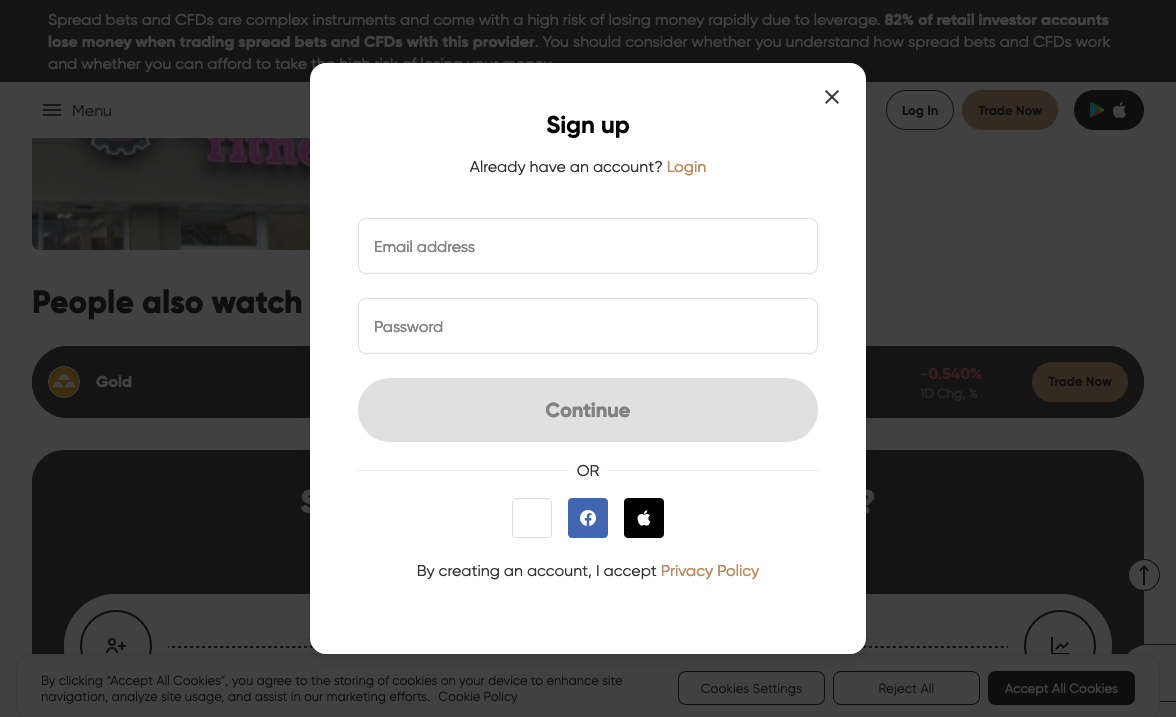 Spread bets and CFDs are complex instruments and come with a high risk of losing money rapidly due to leverage. 82% of retail investor accounts
lose money when trading spread bets and CFDs with this provider. You should consider whether you understand how spread bets and CFDs work
and whether you can afford to take the high risk of losing your money.
Menu
Log In
Trade Now
Sign up
Already have an account? Login
Email address
People also watch
Password
Gold
-0.540%
1D Chg, %
Trade Now
Continue
OR
S
?
By creating an account, I accept Privacy Policy
By clicking “Accept All Cookies”, you agree to the storing of cookies on your device to enhance site
navigation, analyze site usage, and assist in our marketing efforts. Cookie Policy
Cookies Settings
Reject All
Accept All Cookies